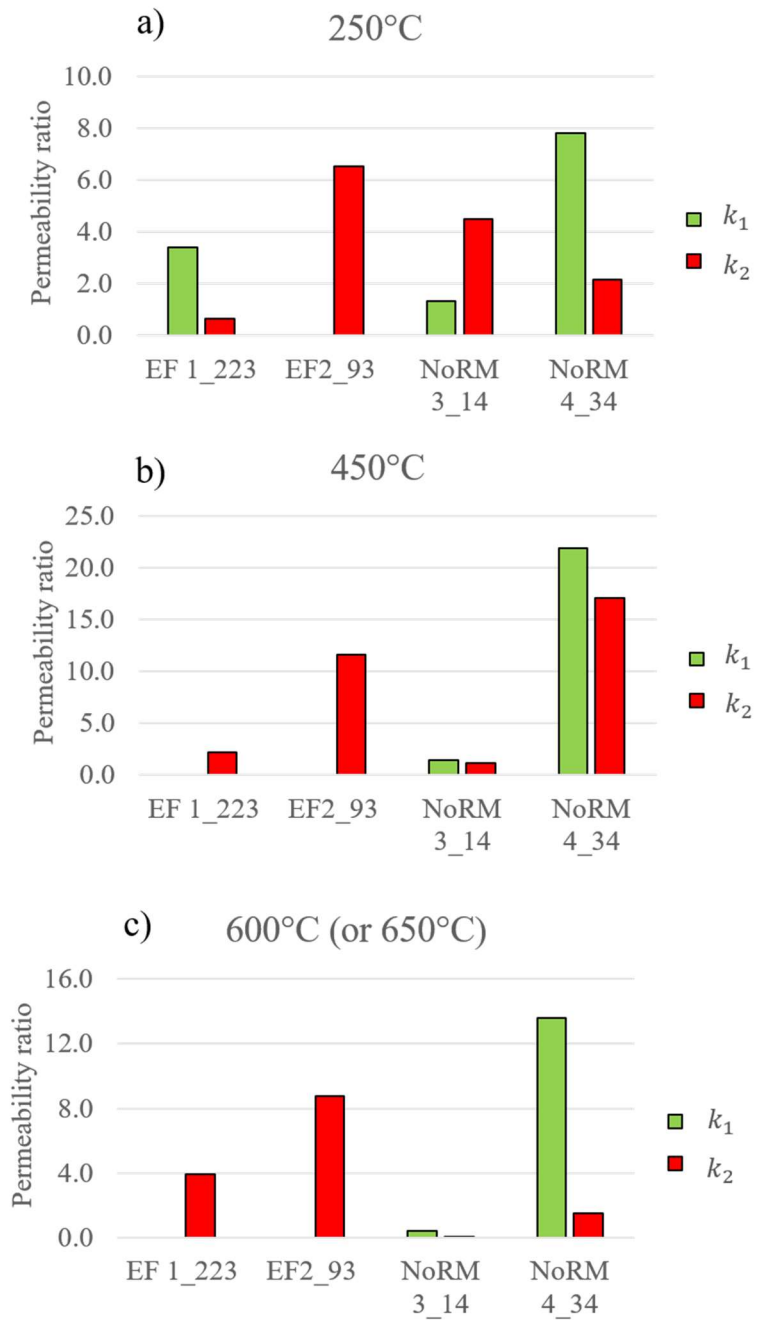 a)
250°C
Permeability ratio
10.0
8.0
6.0
4.0
2.0
0.0
EF 1_223
EF2_93
NoRM
3_14
NoRM
4_34
k₁
k₂
b)
450°C
Permeability ratio
25.0
20.0
15.0
10.0
5.0
0.0
EF 1_223
EF2_93
NoRM
3_14
NoRM
4_34
k₁
k₂
c)
600°C (or 650°C)
Permeability ratio
16.0
12.0
8.0
4.0
0.0
EF 1_223
EF2_93
NoRM
3_14
NoRM
4_34
k₁
k₂